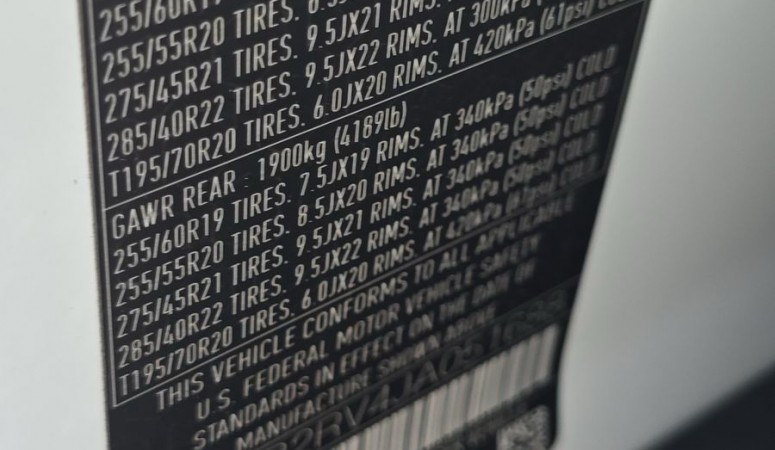 255/60R19 TIRES.
255/55R20 TIRES. 9.5JX21 RIMS.
275/45R21 TIRES. 9.5JX22 RIMS. AT 300kPa
285/40R22 TIRES. 6.0JX20 RIMS. AT 420kPa (61psi)
T195/70R20 TIRES.
GAWR REAR : 1900kg (4189lb)
255/60R19 TIRES. 7.5JX19 RIMS. AT 340kPa (50psi) COLD
255/55R20 TIRES. 8.5JX20 RIMS. AT 340kPa (50psi) COLD
275/45R21 TIRES. 9.5JX21 RIMS. AT 340kPa (50psi) COLD
285/40R22 TIRES. 9.5JX22 RIMS. AT 340kPa (50psi) COLD
T195/70R20 TIRES. 6.0JX20 RIMS. AT 420kPa (61psi) COLD
THIS VEHICLE CONFORMS TO ALL APPLICABLE
U.S. FEDERAL MOTOR VEHICLE SAFETY
STANDARDS IN EFFECT ON THE DATE OF
MANUFACTURE SHOWN ABOVE